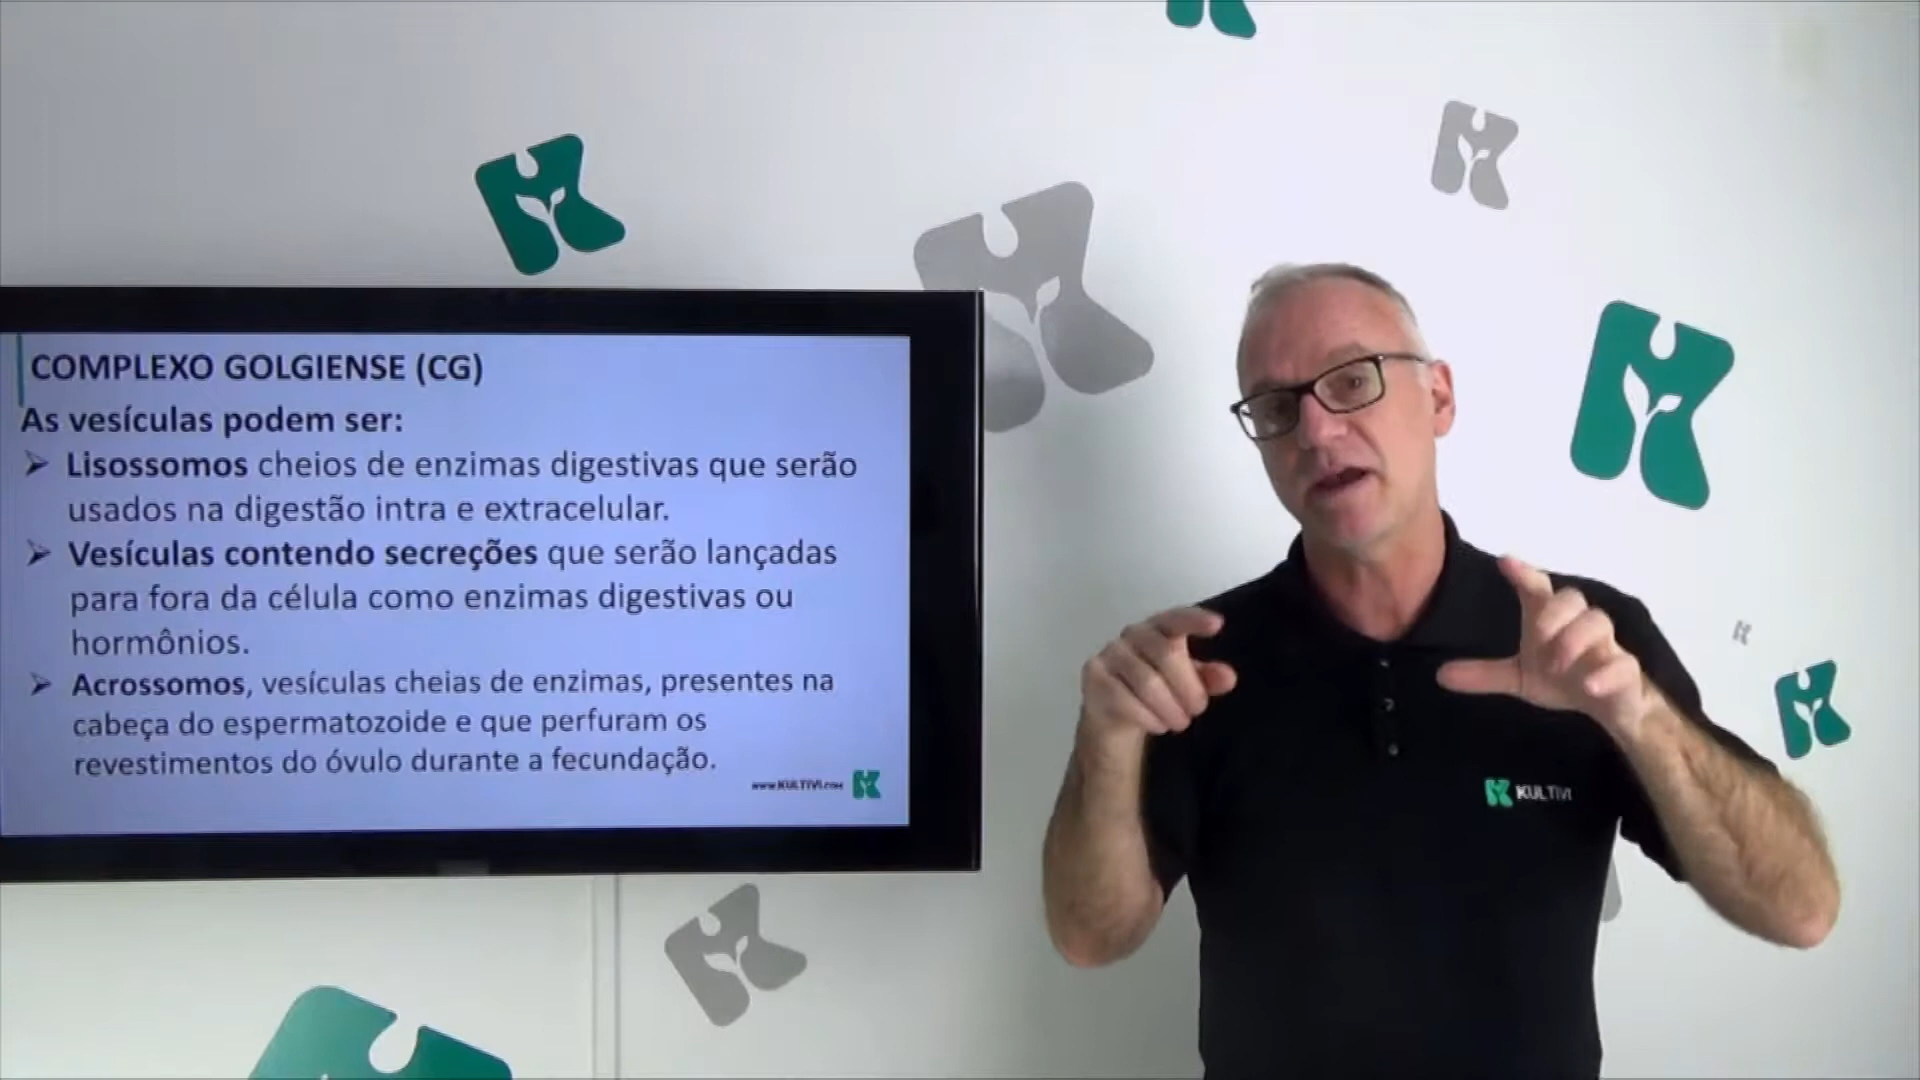 COMPLEXO GOLGIENSE (CG)
As vesículas podem ser:
➢ Lisossomos cheios de enzimas digestivas que serão
usados na digestão intra e extracelular.
➢ Vesículas contendo secreções que serão lançadas
para fora da célula como enzimas digestivas ou
hormônios.
➢ Acrossomos, vesículas cheias de enzimas, presentes na
cabeça do espermatozoide e que perfuram os
revestimentos do óvulo durante a fecundação.
www.KULTIVI.com
KULTIVI